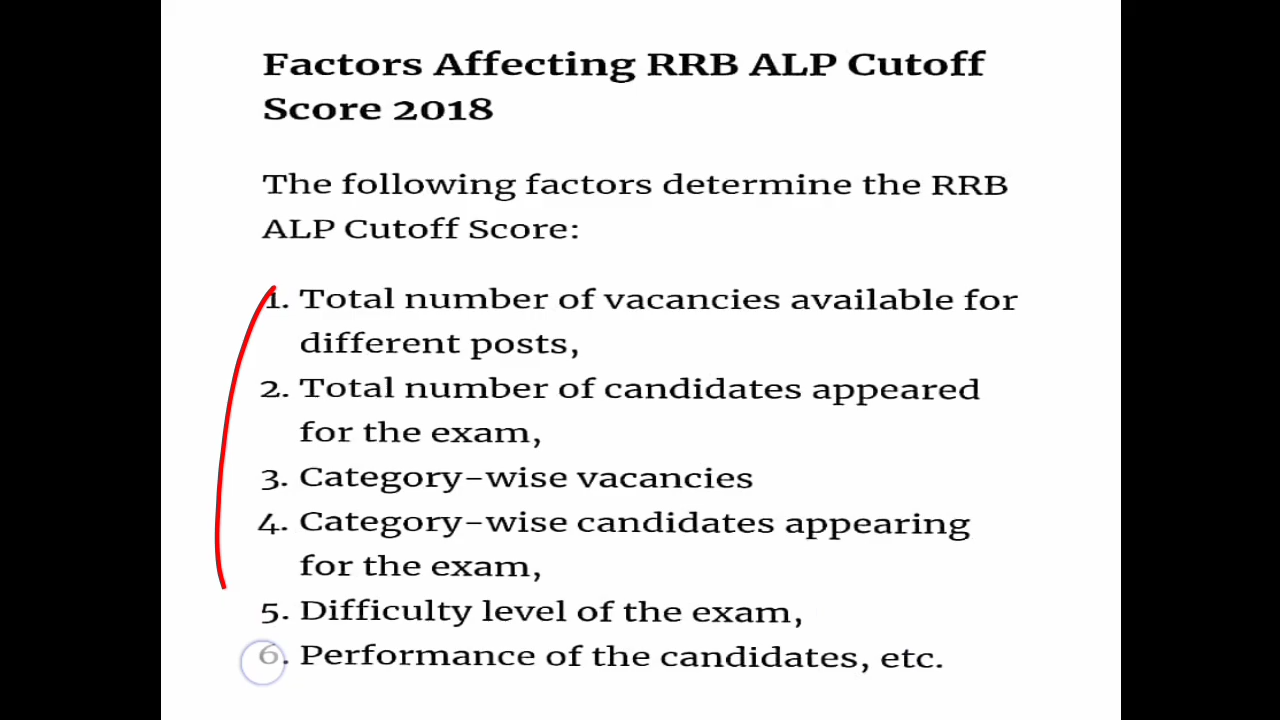 Factors Affecting RRB ALP Cutoff
Score 2018
The following factors determine the RRB
ALP Cutoff Score:
1. Total number of vacancies available for
different posts,
2. Total number of candidates appeared
for the exam,
3. Category-wise vacancies
4. Category-wise candidates appearing
for the exam,
5. Difficulty level of the exam,
6. Performance of the candidates, etc.